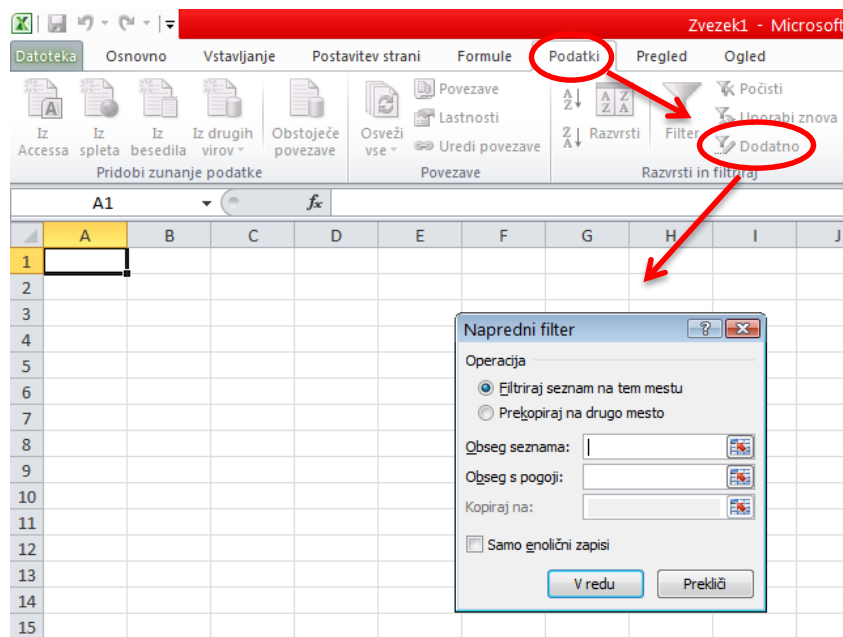 Zvezek1 - Microsoft
Datoteka Osnovno Vstavljanje Postavitev strani Formule Podatki Pregled Ogled
Iz Accessa
Iz spleta
Iz besedila
Iz drugih virov
Obstoječe povezave
Pridobi zunanje podatke
Osveži vse
Povezave
Lastnosti
Uredi povezave
Povezave
A Z
Z A
A Z
Z A
Razvrsti
Filter
Počisti
Uporabi znova
Dodatno
Razvrsti in filtriraj
A1 fx
A B C D E F G H I J
1
2
3
4
5
6
7
8
9
10
11
12
13
14
15
Napredni filter
Operacija
Filtriraj seznam na tem mestu
Prekopiraj na drugo mesto
Obseg seznama:
Obseg s pogoji:
Kopiraj na:
Samo enolični zapisi
V redu Prekliči